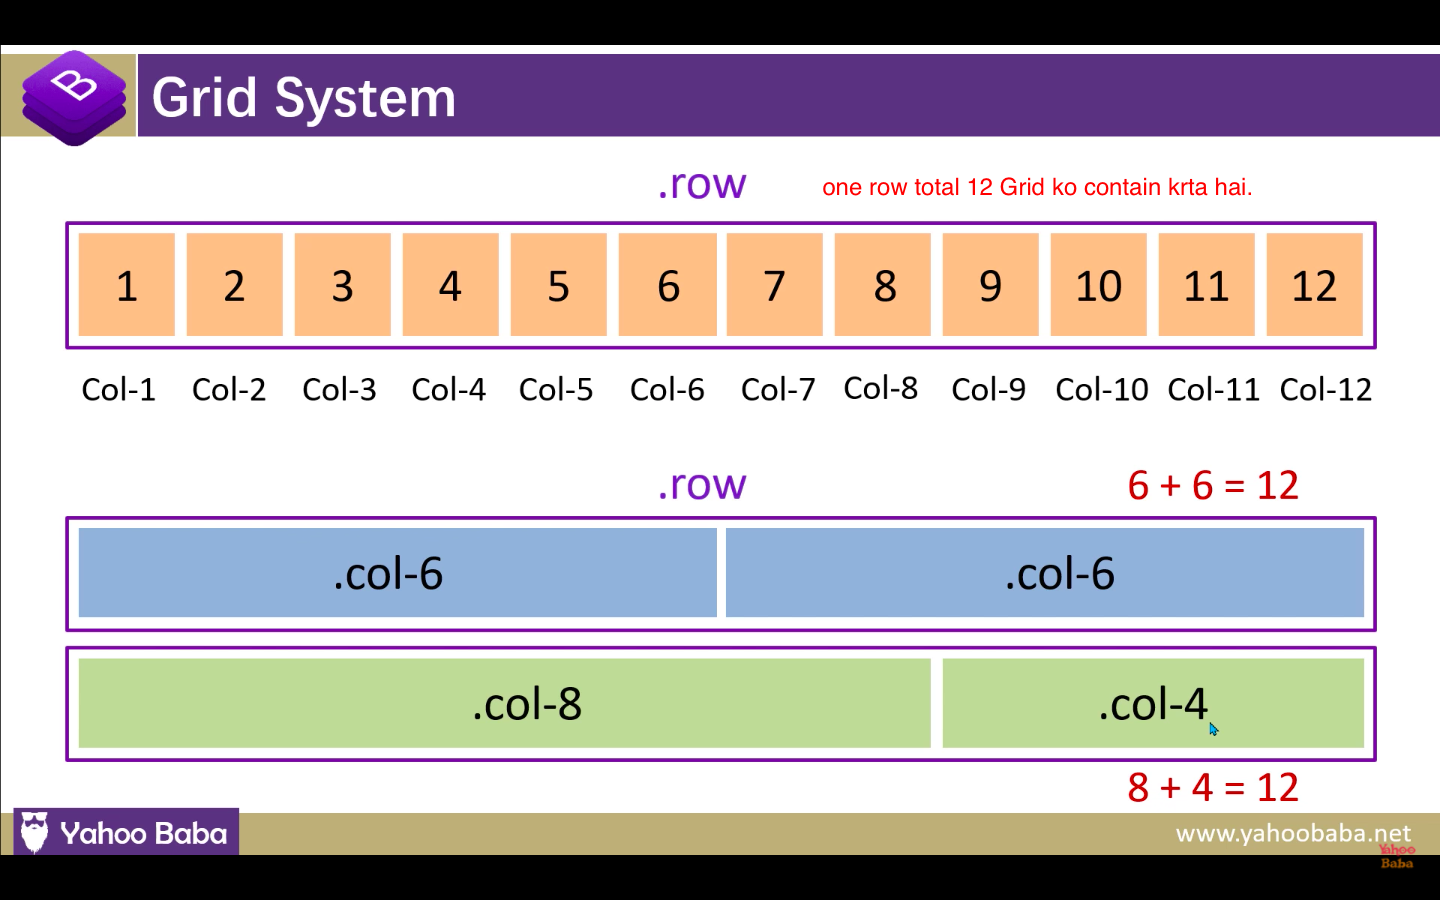 B
Grid System
.row
one row total 12 Grid ko contain krta hai.
1 2 3 4 5 6 7 8 9 10 11 12
Col-1 Col-2 Col-3 Col-4 Col-5 Col-6 Col-7 Col-8 Col-9 Col-10 Col-11 Col-12
.row
6 + 6 = 12
.col-6 .col-6
.col-8 .col-4
8 + 4 = 12
Yahoo Baba
www.yahoobaba.net
Yahoo
Baba